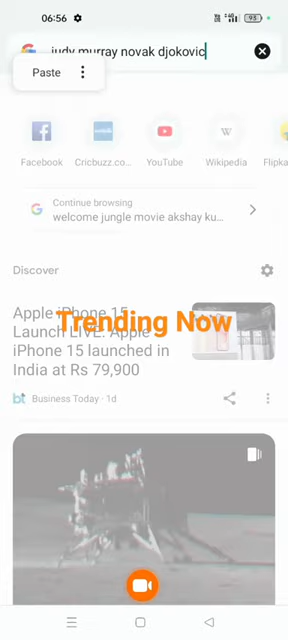 06:56
93
judy murray novak djokovic
Paste
Facebook
Cricbuzz.co...
YouTube
Wikipedia
Flipka
Continue browsing
welcome jungle movie akshay ku...
Discover
Apple iPhone 15
Launch LIVE: Apple
iPhone 15 launched in
India at Rs 79,900
Trending Now
bt Business Today · 1d